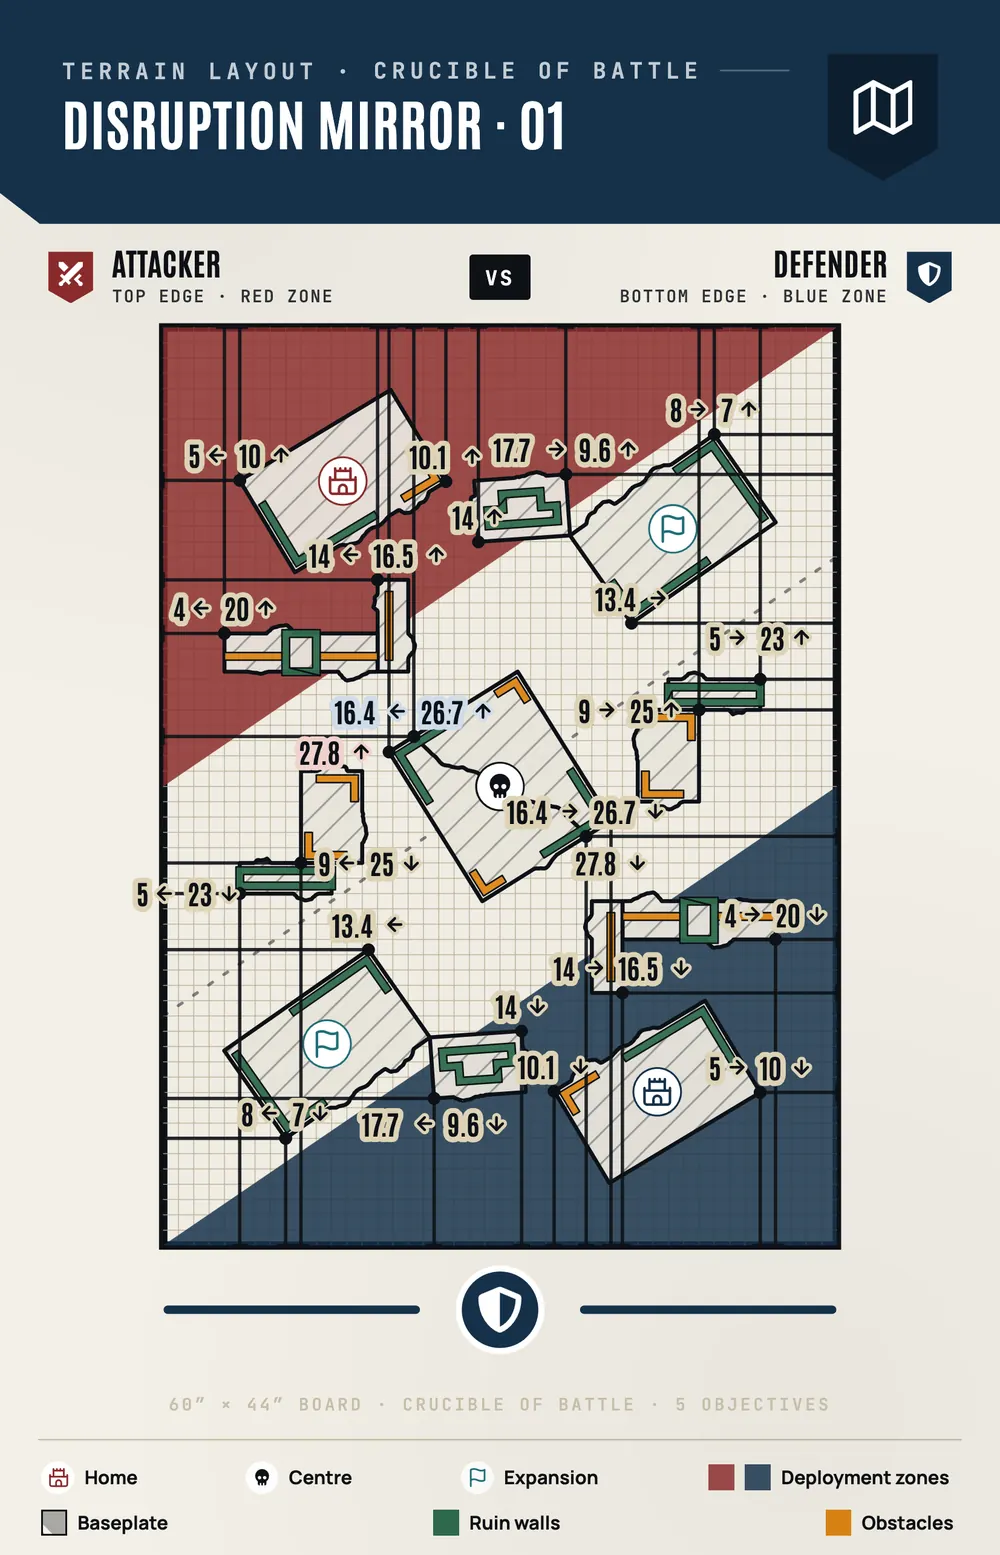 TERRAIN LAYOUT · CRUCIBLE OF BATTLE
DISRUPTION MIRROR · 01
ATTACKER
TOP EDGE · RED ZONE
VS
DEFENDER
BOTTOM EDGE · BLUE ZONE
8 → 7 ↑
5 ← 10 ↑
10.1 ↑
17.7 → 9.6 ↑
14 ↑
14 ← 16.5 ↑
4 ← 20 ↑
13.4 →
5 → 23 ↑
16.4 ← 26.7 ↑
9 → 25 ↑
27.8 ↑
16.4 → 26.7 ↓
9 ← 25 ↓
27.8 ↓
5 ← 23 ↓
13.4 ←
4 → 20 ↓
14 → 16.5 ↓
14 ↓
10.1 ↓
5 → 10 ↓
8 ← 7 ↓
17.7 ← 9.6 ↓
60″ × 44″ BOARD · CRUCIBLE OF BATTLE · 5 OBJECTIVES
Home
Centre
Expansion
Deployment zones
Baseplate
Ruin walls
Obstacles